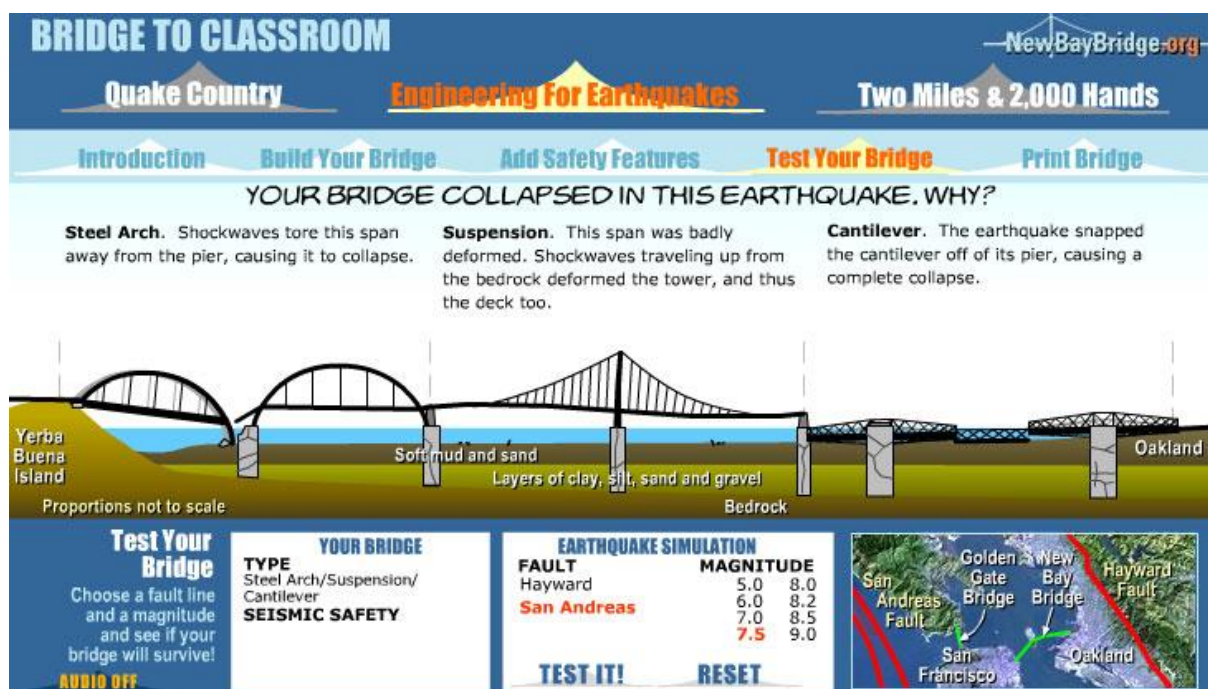 BRIDGE TO CLASSROOM
NewBayBridge.org
Quake Country
Engineering For Earthquakes
Two Miles & 2,000 Hands
Introduction
Build Your Bridge
Add Safety Features
Test Your Bridge
Print Bridge
YOUR BRIDGE COLLAPSED IN THIS EARTHQUAKE. WHY?
Steel Arch. Shockwaves tore this span
away from the pier, causing it to collapse.
Suspension. This span was badly
deformed. Shockwaves traveling up from
the bedrock deformed the tower, and thus
the deck too.
Cantilever. The earthquake snapped
the cantilever off of its pier, causing a
complete collapse.
Yerba
Buena
Island
Soft mud and sand
Layers of clay, silt, sand and gravel
Bedrock
Oakland
Proportions not to scale
Test Your
Bridge
Choose a fault line
and a magnitude
and see if your
bridge will survive!
AUDIO OFF
YOUR BRIDGE
TYPE
Steel Arch/Suspension/
Cantilever
SEISMIC SAFETY
EARTHQUAKE SIMULATION
FAULT MAGNITUDE
Hayward 5.0 8.0
San Andreas 6.0 8.2
7.0 8.5
7.5 9.0
TEST IT! RESET
San
Andreas
Fault
Golden
Gate
Bridge
New
Bay
Bridge
Hayward
Fault
San
Francisco
Oakland